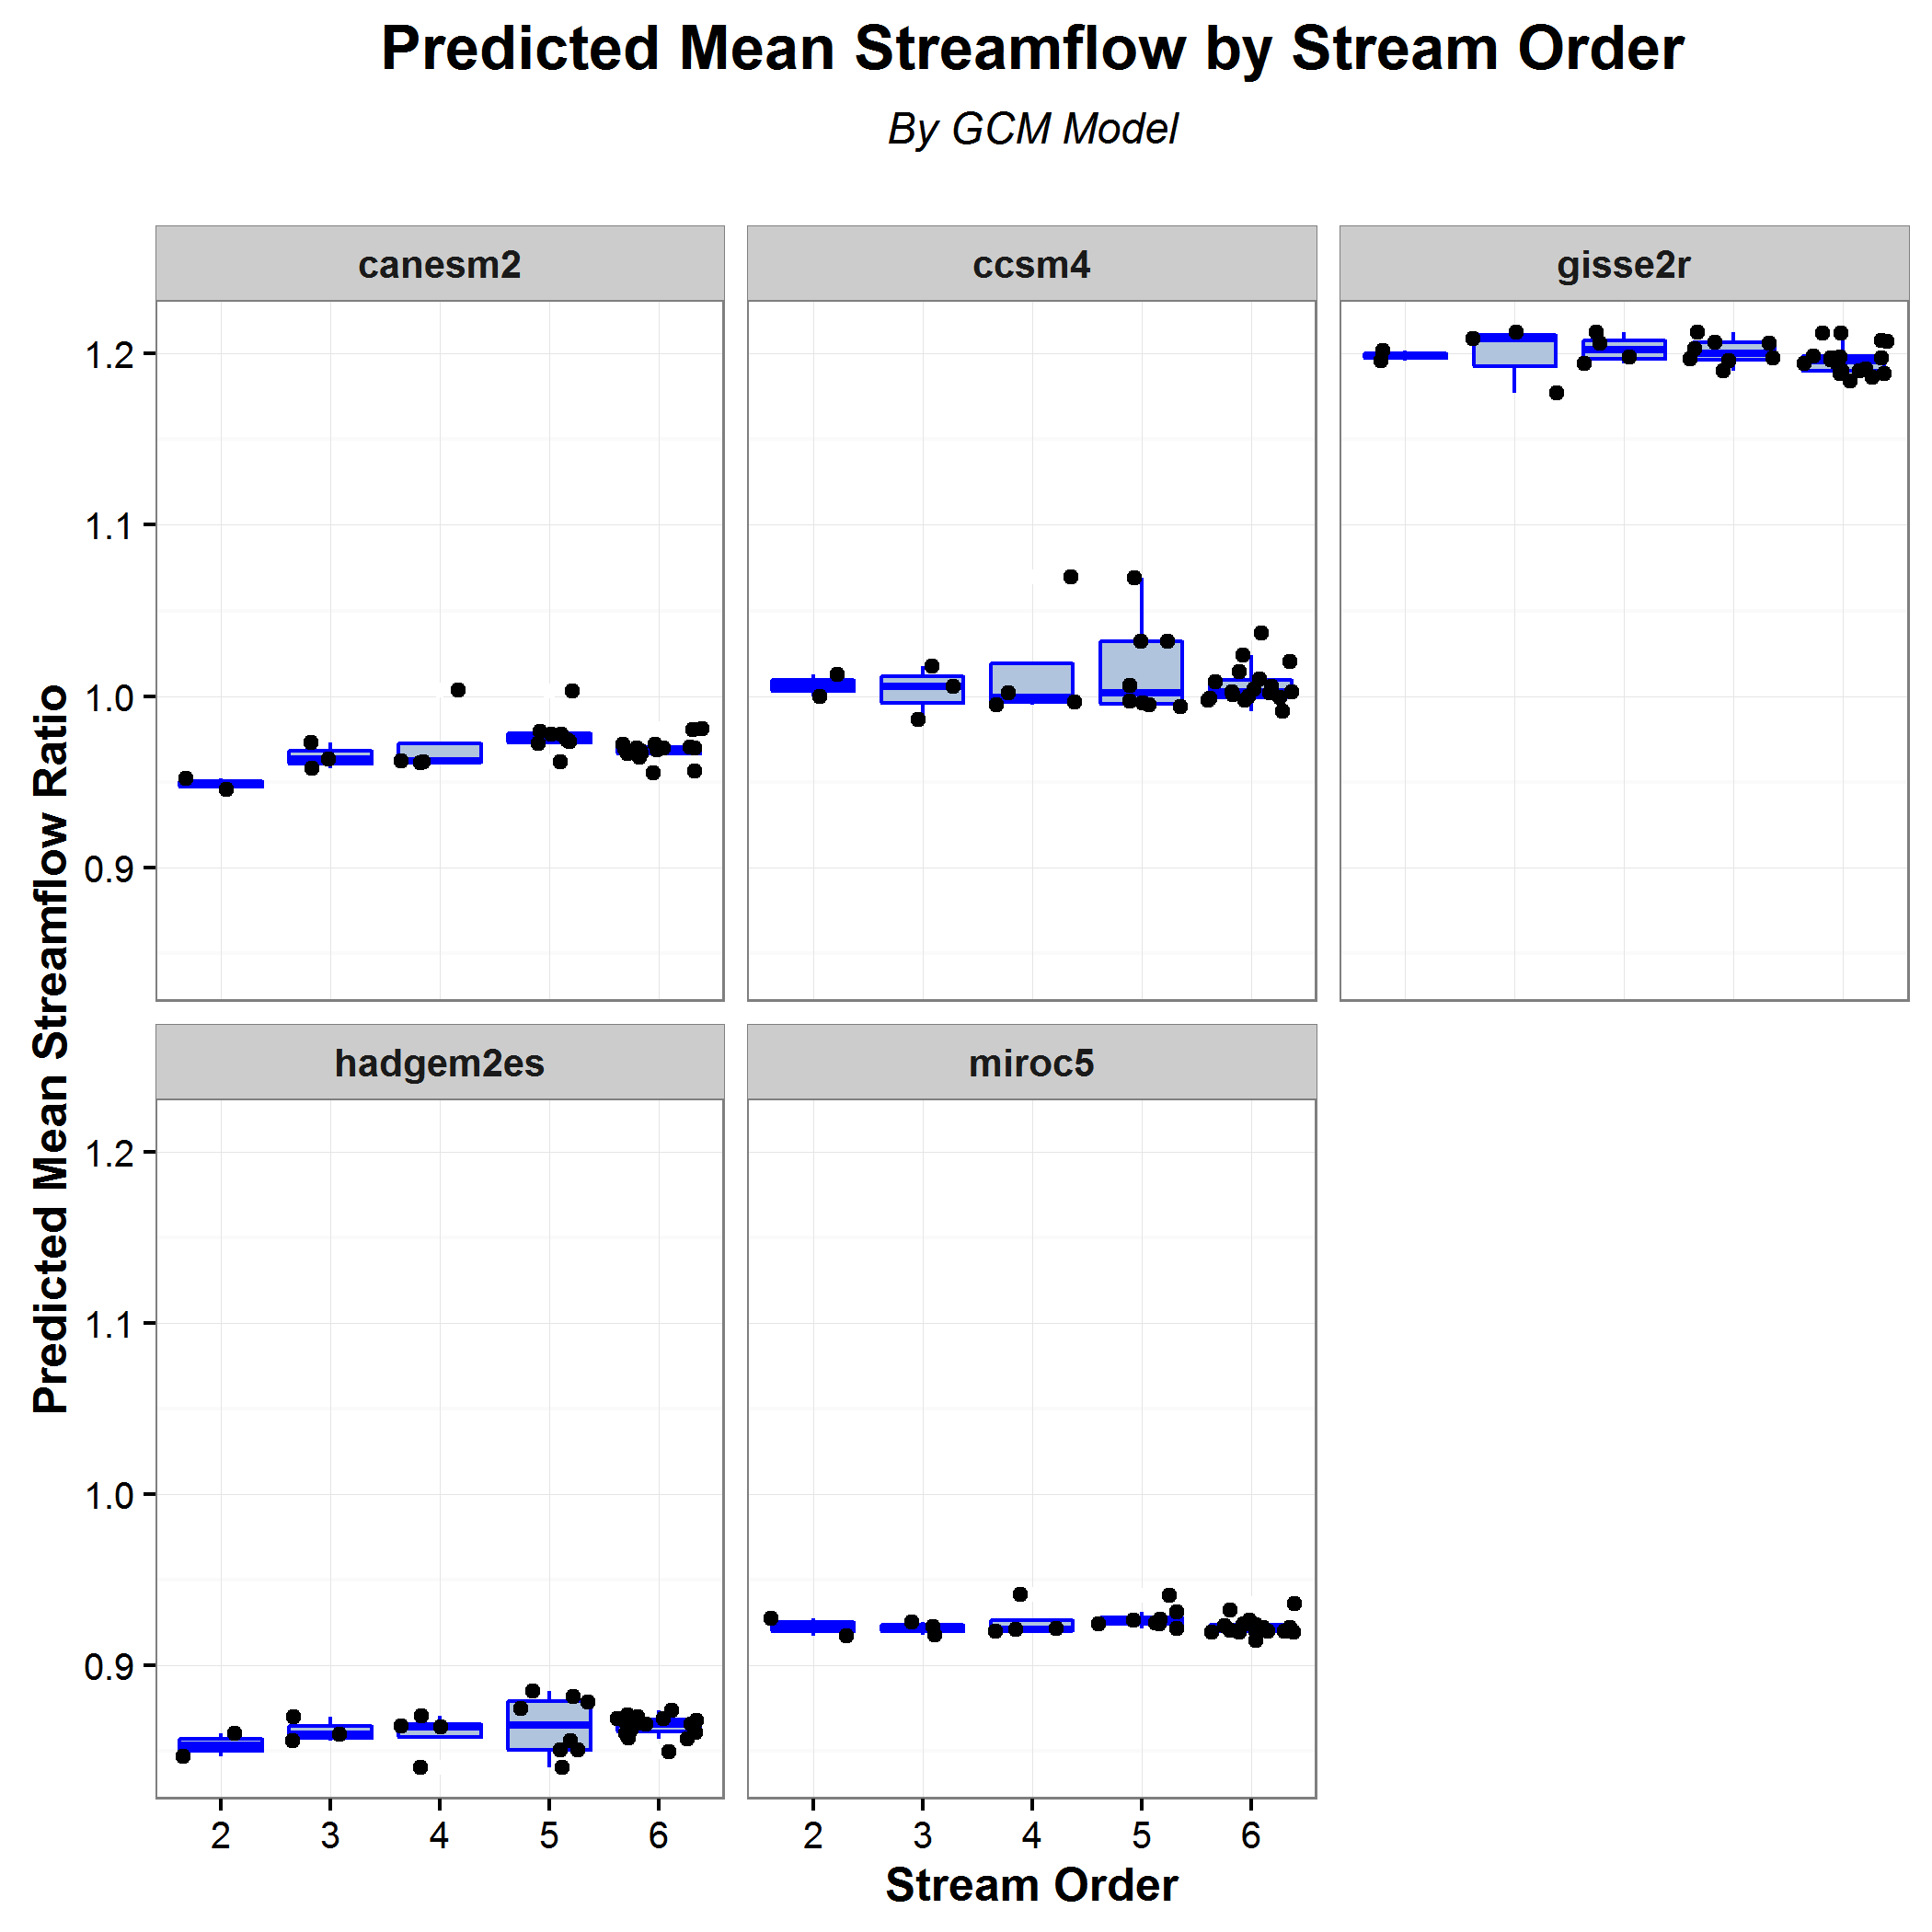 Predicted Mean Streamflow by Stream Order
By GCM Model
canesm2
ccsm4
gisse2r
1.2
1.1
1.0
0.9
Predicted Mean Streamflow Ratio
hadgem2es
miroc5
1.2
1.1
1.0
0.9
2 3 4 5 6
2 3 4 5 6
Stream Order